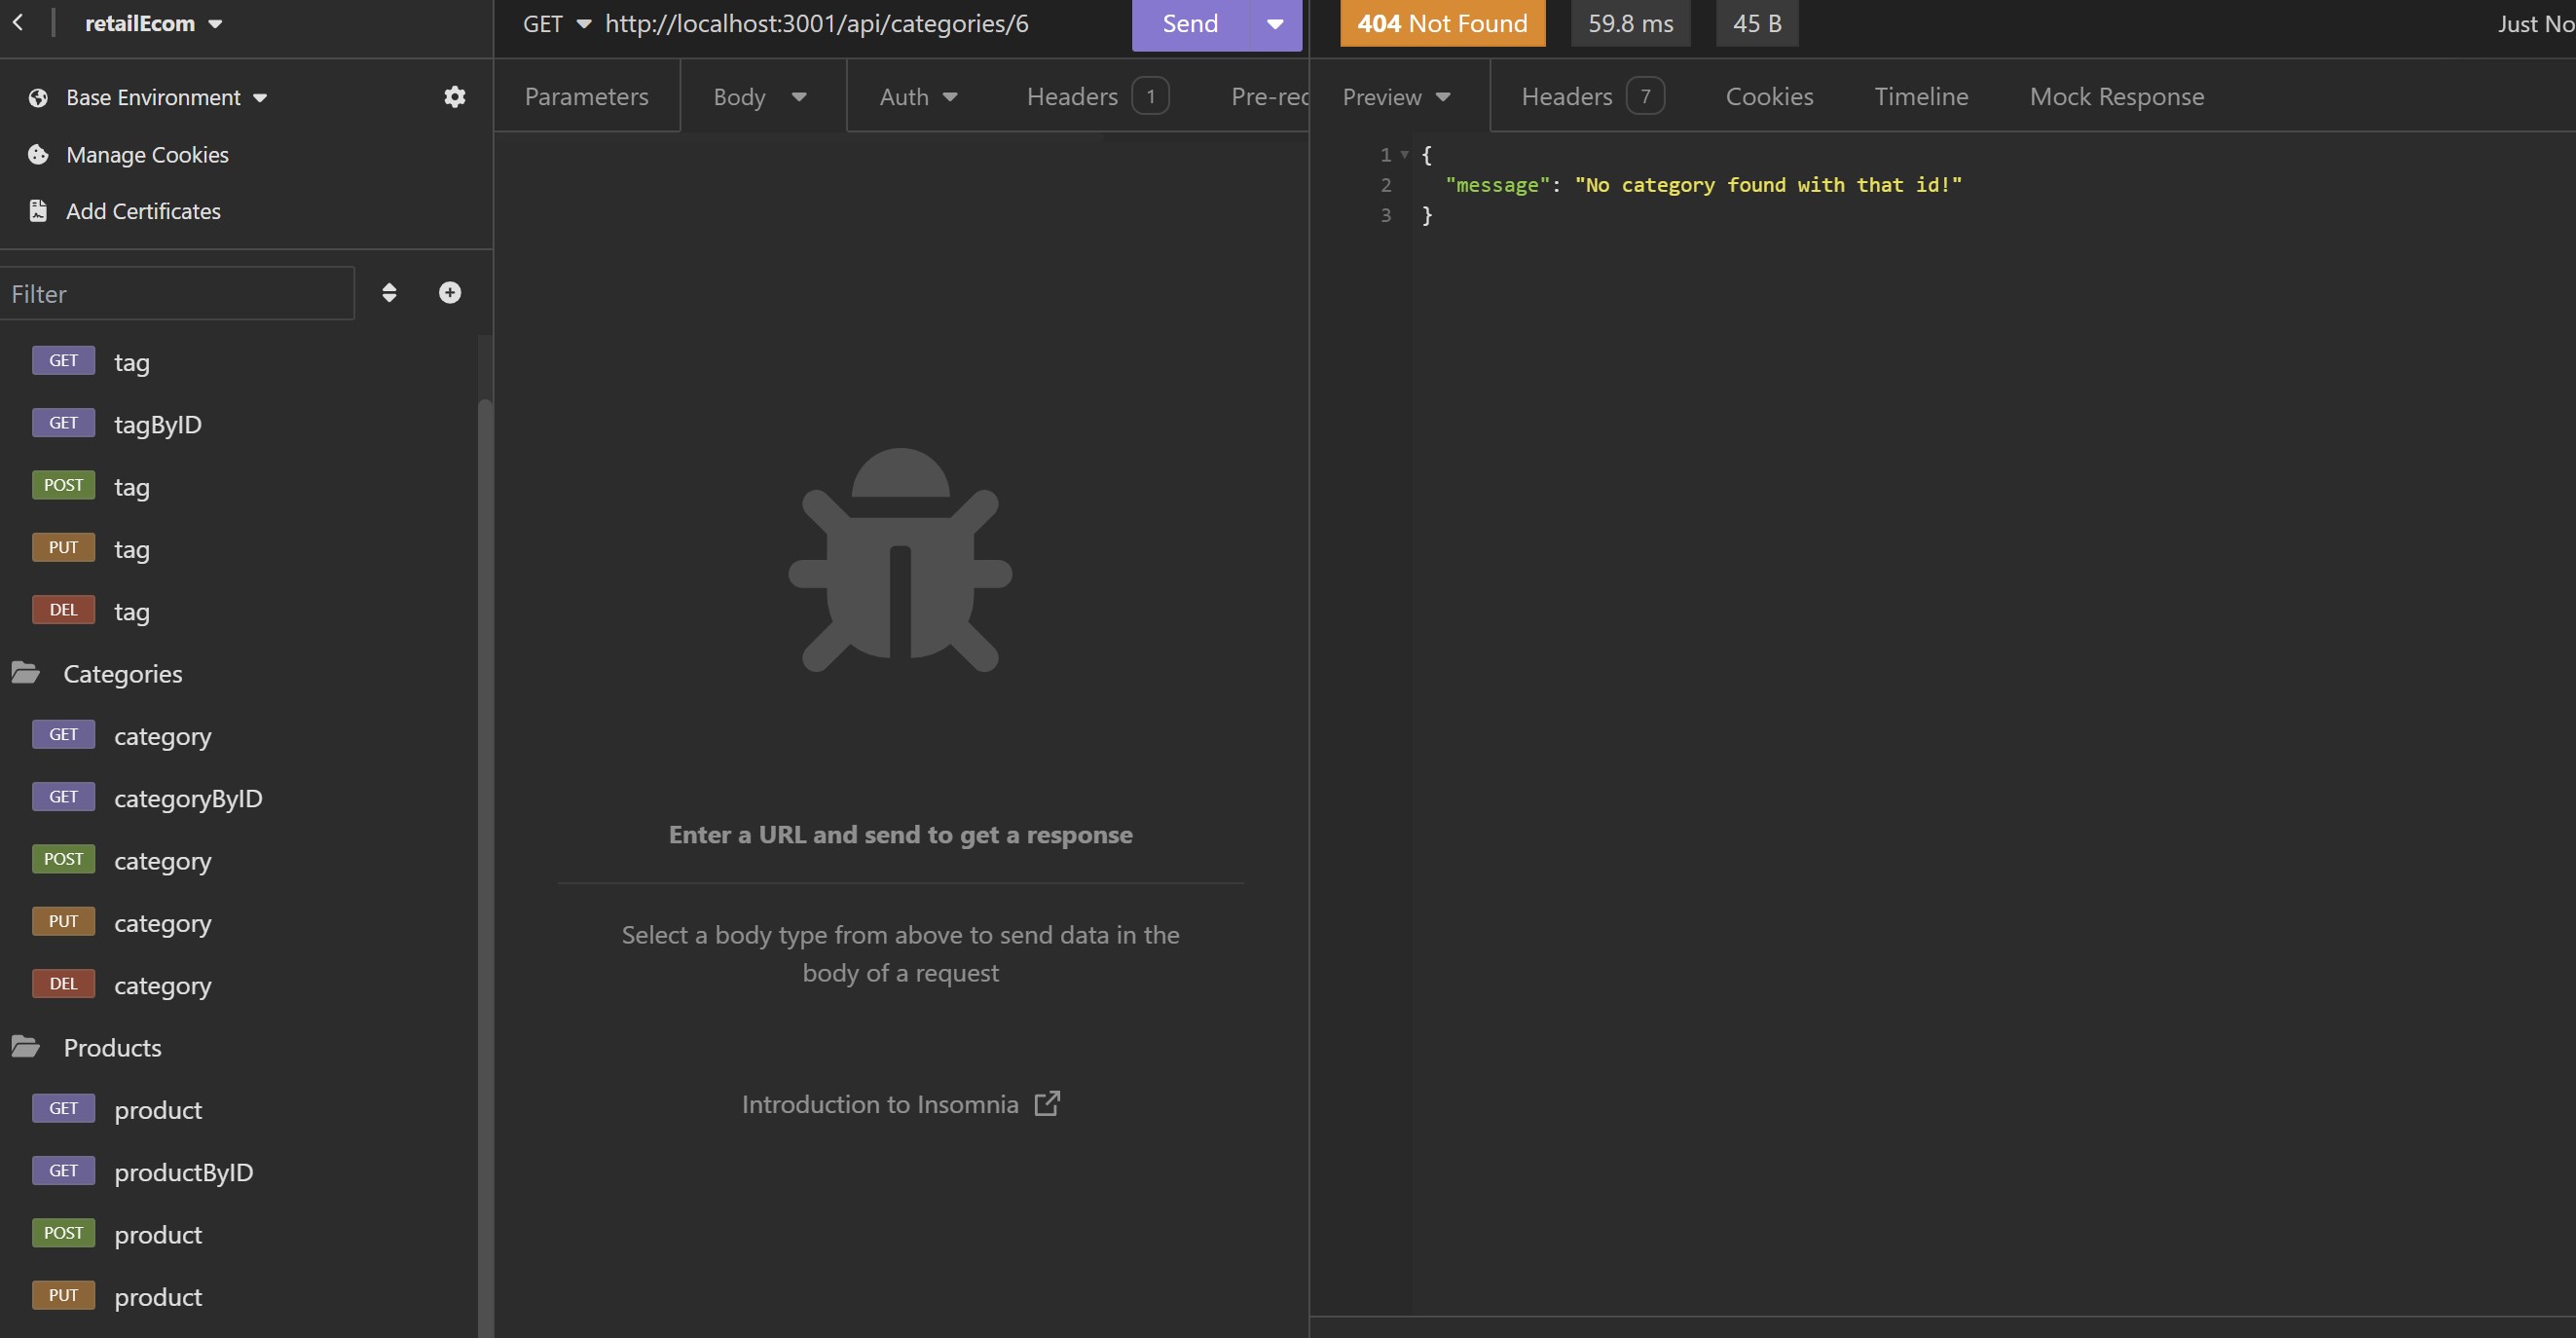 retailEcom
Base Environment
Manage Cookies
Add Certificates
Filter
GET tag
GET tagByID
POST tag
PUT tag
DEL tag
Categories
GET category
GET categoryByID
POST category
PUT category
DEL category
Products
GET product
GET productByID
POST product
PUT product
GET http://localhost:3001/api/categories/6 Send
Parameters Body Auth Headers 1 Pre-req
Enter a URL and send to get a response
Select a body type from above to send data in the
body of a request
Introduction to Insomnia
404 Not Found 59.8 ms 45 B Just No
Preview Headers 7 Cookies Timeline Mock Response
1 {
2 "message": "No category found with that id!"
3 }